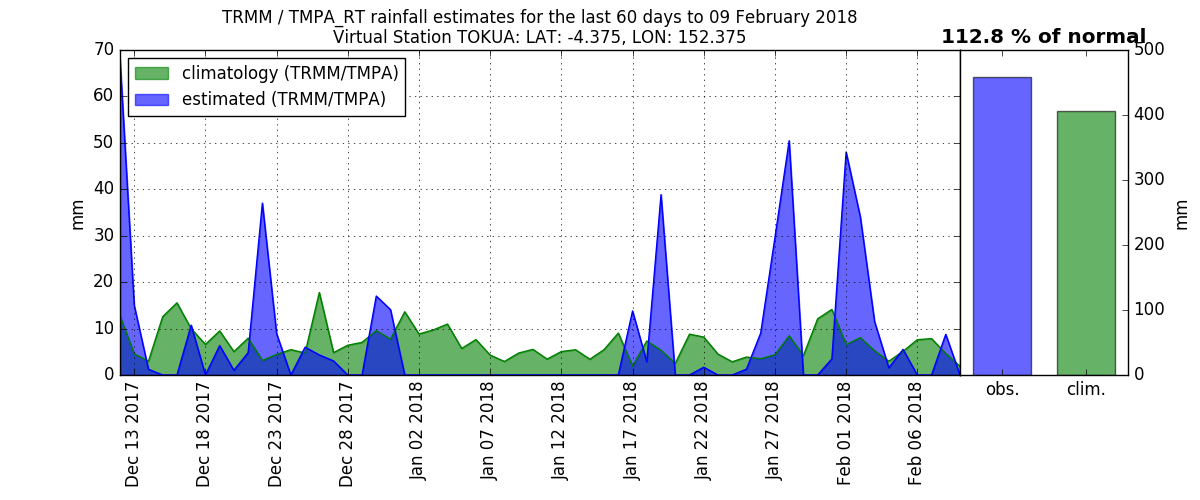 TRMM / TMPA_RT rainfall estimates for the last 60 days to 09 February 2018
Virtual Station TOKUA: LAT: -4.375, LON: 152.375
112.8 % of normal
climatology (TRMM/TMPA)
estimated (TRMM/TMPA)
70
60
50
40
30
20
10
0
mm
Dec 13 2017
Dec 18 2017
Dec 23 2017
Dec 28 2017
Jan 02 2018
Jan 07 2018
Jan 12 2018
Jan 17 2018
Jan 22 2018
Jan 27 2018
Feb 01 2018
Feb 06 2018
obs.
clim.
500
400
300
200
100
0
mm